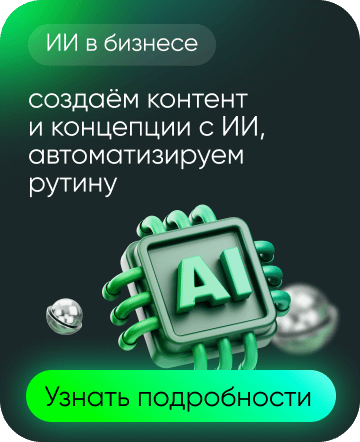 ИИ в бизнесе
создаём контент
и концепции с ИИ,
автоматизируем
рутину
AI
Узнать подробности